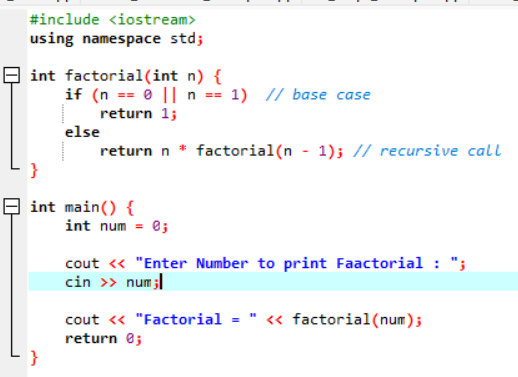 #include <iostream>
using namespace std;
int factorial(int n) {
if (n == 0 || n == 1)  // base case
return 1;
else
return n * factorial(n - 1); // recursive call
}
int main() {
int num = 0;
cout << "Enter Number to print Faactorial : ";
cin >> num;
cout << "Factorial = " << factorial(num);
return 0;
}